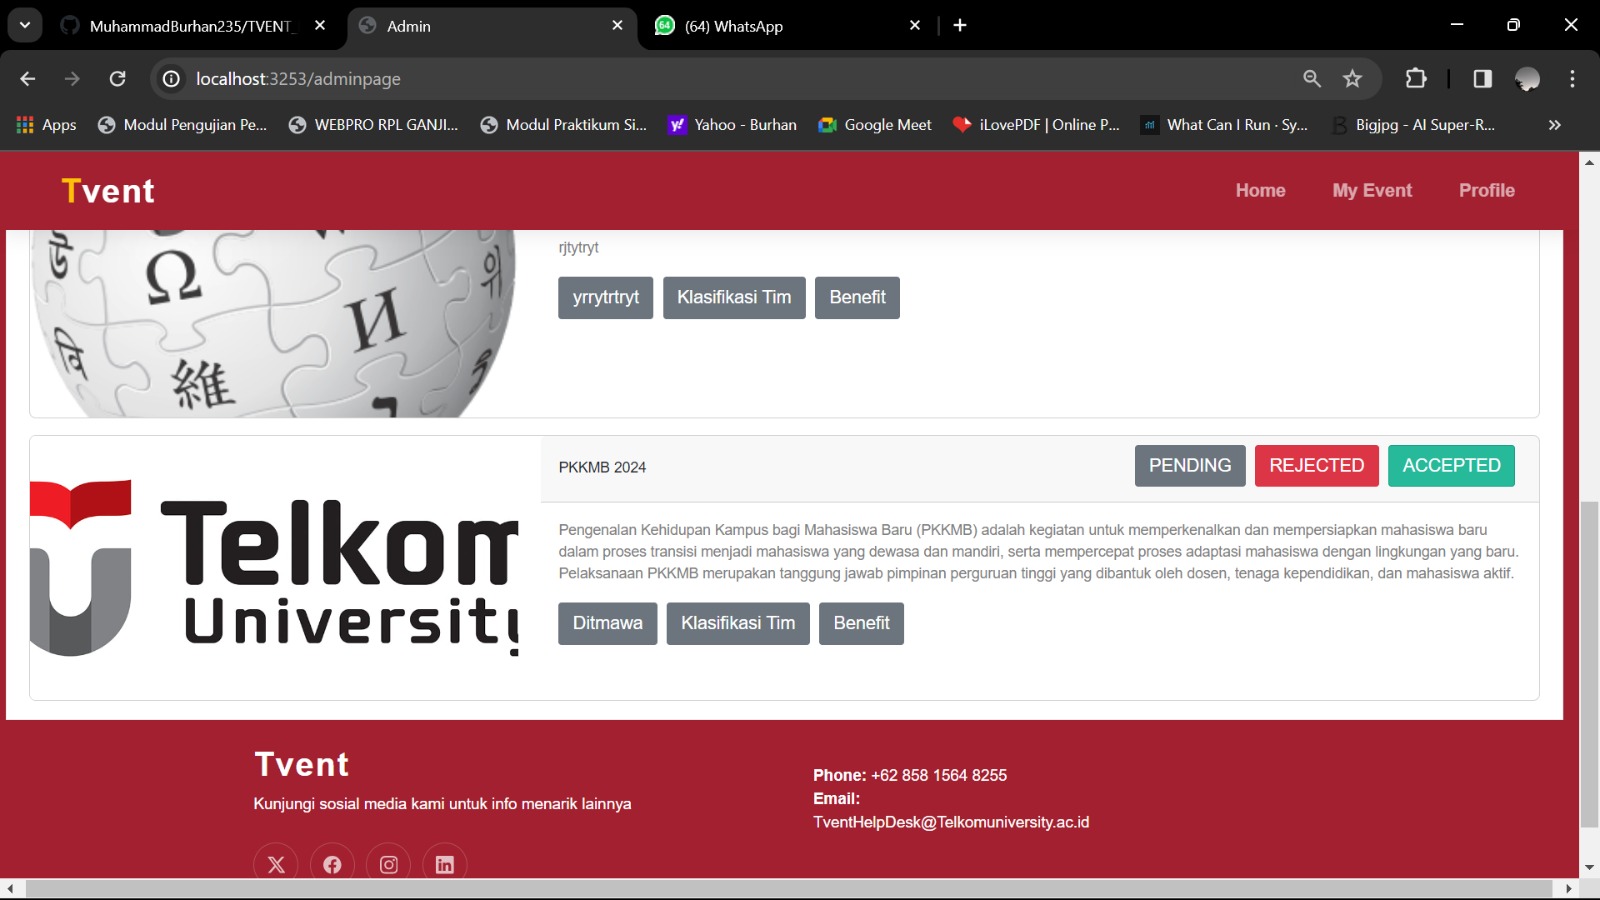 MuhammadBurhan235/TVENT_
Admin
(64) WhatsApp
localhost:3253/adminpage
Apps
Modul Pengujian Pe...
WEBPRO RPL GANJI...
Modul Praktikum Si...
Yahoo - Burhan
Google Meet
iLovePDF | Online P...
What Can I Run · Sy...
Bigjpg - AI Super-R...
Tvent
Home
My Event
Profile
Ω
И
維
rjtytryt
yrrytrtryt
Klasifikasi Tim
Benefit
Telkom
University
PKKMB 2024
PENDING
REJECTED
ACCEPTED
Pengenalan Kehidupan Kampus bagi Mahasiswa Baru (PKKMB) adalah kegiatan untuk memperkenalkan dan mempersiapkan mahasiswa baru
dalam proses transisi menjadi mahasiswa yang dewasa dan mandiri, serta mempercepat proses adaptasi mahasiswa dengan lingkungan yang baru.
Pelaksanaan PKKMB merupakan tanggung jawab pimpinan perguruan tinggi yang dibantu oleh dosen, tenaga kependidikan, dan mahasiswa aktif.
Ditmawa
Klasifikasi Tim
Benefit
Tvent
Kunjungi sosial media kami untuk info menarik lainnya
Phone: +62 858 1564 8255
Email:
TventHelpDesk@Telkomuniversity.ac.id